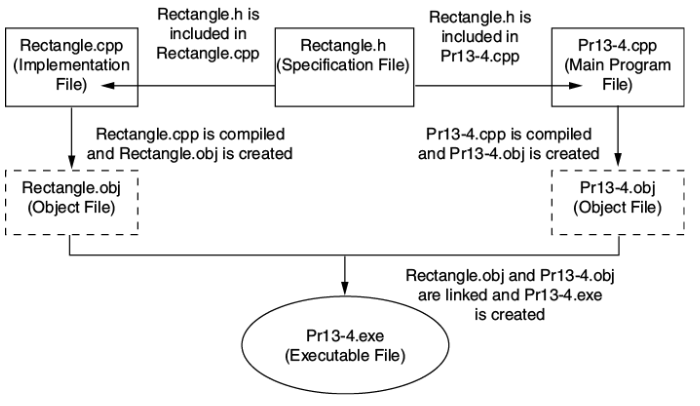 Rectangle.h is
included in
Rectangle.cpp
Rectangle.h is
included in
Pr13-4.cpp
Rectangle.cpp
(Implementation
File)
Rectangle.h
(Specification File)
Pr13-4.cpp
(Main Program
File)
Rectangle.cpp is compiled
and Rectangle.obj is created
Pr13-4.cpp is compiled
and Pr13-4.obj is created
Rectangle.obj
(Object File)
Pr13-4.obj
(Object File)
Rectangle.obj and Pr13-4.obj
are linked and Pr13-4.exe
is created
Pr13-4.exe
(Executable File)